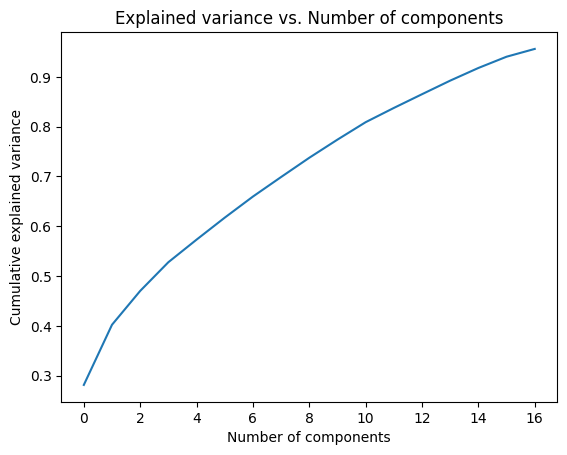 Explained variance vs. Number of components
Cumulative explained variance
0.9
0.8
0.7
0.6
0.5
0.4
0.3
0 2 4 6 8 10 12 14 16
Number of components